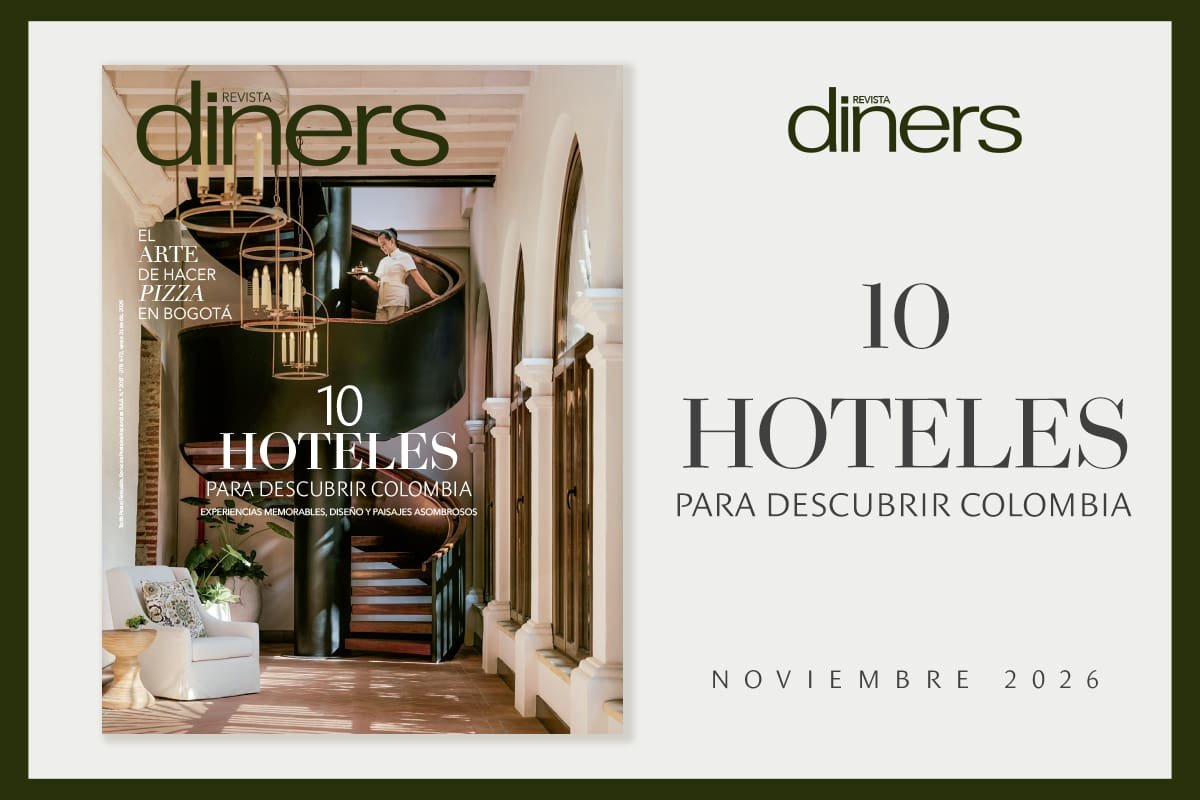 REVISTA
diners
EL
ARTE
DE HACER
PIZZA
EN BOGOTÁ
10
HOTELES
PARA DESCUBRIR COLOMBIA
EXPERIENCIAS MEMORABLES, DISEÑO Y PAISAJES ASOMBROSOS
REVISTA
diners
10
HOTELES
PARA DESCUBRIR COLOMBIA
NOVIEMBRE 2026